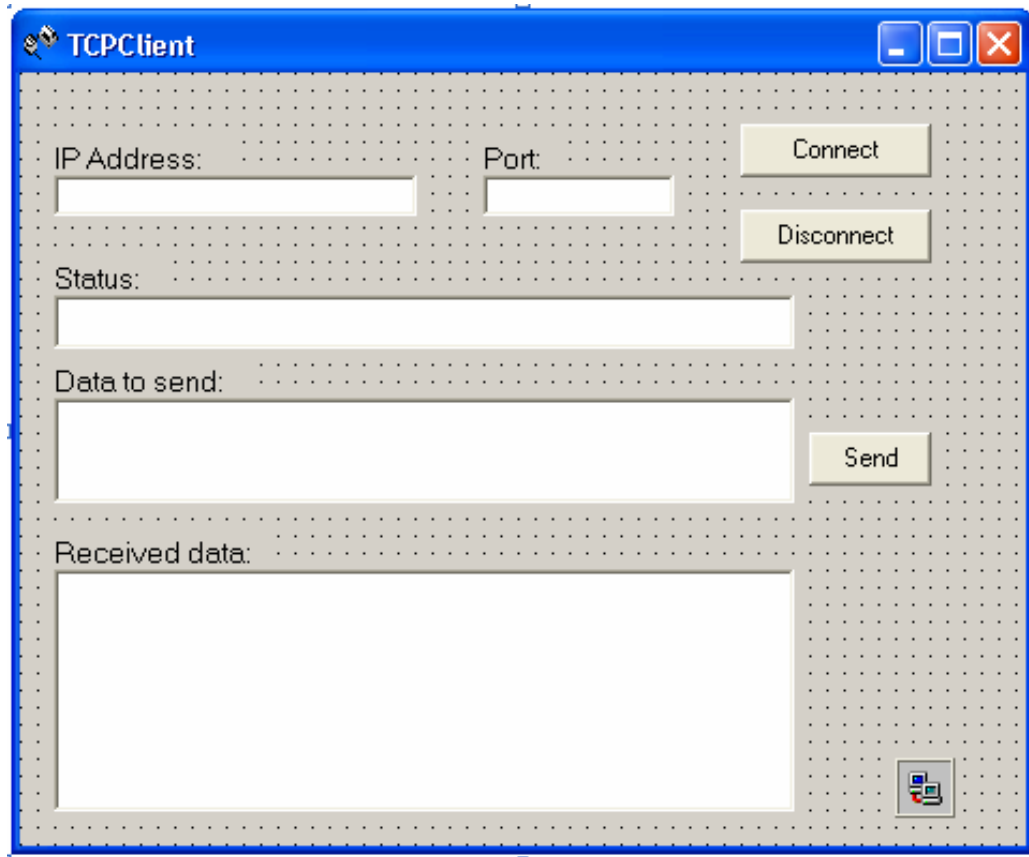 TCPClient
IP Address:
Port:
Connect
Disconnect
Status:
Data to send:
Send
Received data: